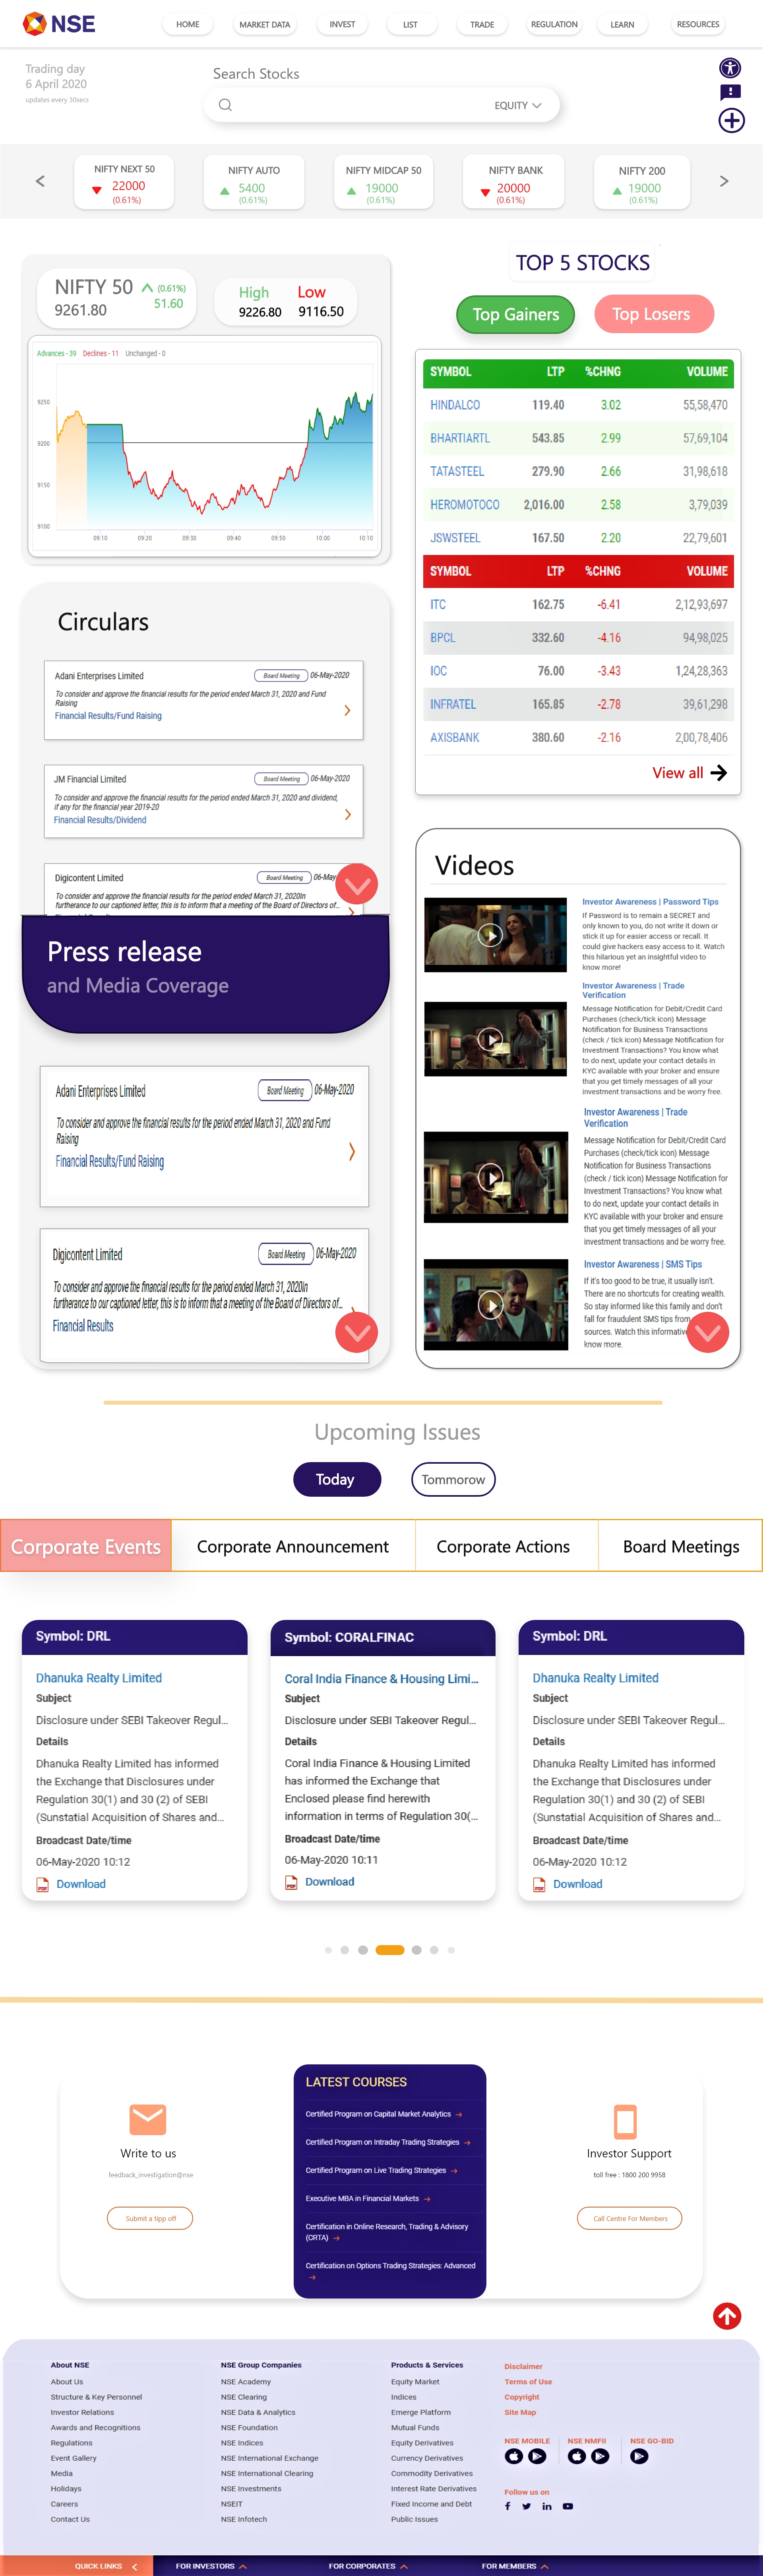 NSE
HOME
MARKET DATA
INVEST
LIST
TRADE
REGULATION
LEARN
RESOURCES
Trading day
6 April 2020
updates every 30secs
Search Stocks
EQUITY
NIFTY NEXT 50
22000
(0.61%)
NIFTY AUTO
5400
(0.61%)
NIFTY MIDCAP 50
19000
(0.61%)
NIFTY BANK
20000
(0.61%)
NIFTY 200
19000
(0.61%)
NIFTY 50 (0.61%)
9261.80 51.60
High Low
9226.80 9116.50
Advances - 39 Declines - 11 Unchanged - 0
9250
9200
9150
9100
09:10 09:20 09:30 09:40 09:50 10:00 10:10
TOP 5 STOCKS
Top Gainers
Top Losers
SYMBOL LTP %CHNG VOLUME
HINDALCO 119.40 3.02 55,58,470
BHARTIARTL 543.85 2.99 57,69,104
TATASTEEL 279.90 2.66 31,98,618
HEROMOTOCO 2,016.00 2.58 3,79,039
JSWSTEEL 167.50 2.20 22,79,601
SYMBOL LTP %CHNG VOLUME
ITC 162.75 -6.41 2,12,93,697
BPCL 332.60 -4.16 94,98,025
IOC 76.00 -3.43 1,24,28,363
INFRATEL 165.85 -2.78 39,61,298
AXISBANK 380.60 -2.16 2,00,78,406
View all
Circulars
Adani Enterprises Limited Board Meeting 06-May-2020
To consider and approve the financial results for the period ended March 31, 2020 and Fund
Raising
Financial Results/Fund Raising
JM Financial Limited Board Meeting 06-May-2020
To consider and approve the financial results for the period ended March 31, 2020 and dividend,
if any for the financial year 2019-20
Financial Results/Dividend
Digicontent Limited Board Meeting 06-May
To consider and approve the financial results for the period ended March 31, 2020In
furtherance to our captioned letter, this is to inform that a meeting of the Board of Directors of...
Press release
and Media Coverage
Adani Enterprises Limited Board Meeting 06-May-2020
To consider and approve the financial results for the period ended March 31, 2020 and Fund
Raising
Financial Results/Fund Raising
Digicontent Limited Board Meeting 06-May-2020
To consider and approve the financial results for the period ended March 31, 2020In
furtherance to our captioned letter, this is to inform that a meeting of the Board of Directors of...
Financial Results
Videos
Investor Awareness | Password Tips
If Password is to remain a SECRET and
only known to you, do not write it down or
stick it up for easier access or recall. It
could give hackers easy access to it. Watch
this hilarious yet an insightful video to
know more!
Investor Awareness | Trade
Verification
Message Notification for Debit/Credit Card
Purchases (check/tick icon) Message
Notification for Business Transactions
(check / tick icon) Message Notification for
Investment Transactions? You know what
to do next, update your contact details in
KYC available with your broker and ensure
that you get timely messages of all your
investment transactions and be worry free.
Investor Awareness | Trade
Verification
Message Notification for Debit/Credit Card
Purchases (check/tick icon) Message
Notification for Business Transactions
(check / tick icon) Message Notification for
Investment Transactions? You know what
to do next, update your contact details in
KYC available with your broker and ensure
that you get timely messages of all your
investment transactions and be worry free.
Investor Awareness | SMS Tips
If it's too good to be true, it usually isn't.
There are no shortcuts for creating wealth.
So stay informed like this family and don't
fall for fraudulent SMS tips from
sources. Watch this informative
know more.
Upcoming Issues
Today
Tommorow
Corporate Events
Corporate Announcement
Corporate Actions
Board Meetings
Symbol: DRL
Dhanuka Realty Limited
Subject
Disclosure under SEBI Takeover Regul...
Details
Dhanuka Realty Limited has informed
the Exchange that Disclosures under
Regulation 30(1) and 30 (2) of SEBI
(Sunstatial Acquisition of Shares and...
Broadcast Date/time
06-May-2020 10:12
PDF Download
Symbol: CORALFINAC
Coral India Finance & Housing Limi...
Subject
Disclosure under SEBI Takeover Regul...
Details
Coral India Finance & Housing Limited
has informed the Exchange that
Enclosed please find herewith
information in terms of Regulation 30(...
Broadcast Date/time
06-May-2020 10:11
PDF Download
Symbol: DRL
Dhanuka Realty Limited
Subject
Disclosure under SEBI Takeover Regul...
Details
Dhanuka Realty Limited has informed
the Exchange that Disclosures under
Regulation 30(1) and 30 (2) of SEBI
(Sunstatial Acquisition of Shares and...
Broadcast Date/time
06-May-2020 10:12
PDF Download
Write to us
feedback_investigation@nse
Submit a tipp off
LATEST COURSES
Certified Program on Capital Market Analytics
Certified Program on Intraday Trading Strategies
Certified Program on Live Trading Strategies
Executive MBA in Financial Markets
Certification in Online Research, Trading & Advisory
(CRTA)
Certification on Options Trading Strategies: Advanced
Investor Support
toll free : 1800 200 9958
Call Centre For Members
About NSE
About Us
Structure & Key Personnel
Investor Relations
Awards and Recognitions
Regulations
Event Gallery
Media
Holidays
Careers
Contact Us
NSE Group Companies
NSE Academy
NSE Clearing
NSE Data & Analytics
NSE Foundation
NSE Indices
NSE International Exchange
NSE International Clearing
NSE Investments
NSEIT
NSE Infotech
Products & Services
Equity Market
Indices
Emerge Platform
Mutual Funds
Equity Derivatives
Currency Derivatives
Commodity Derivatives
Interest Rate Derivatives
Fixed Income and Debt
Public Issues
Disclaimer
Terms of Use
Copyright
Site Map
NSE MOBILE
NSE NMFII
NSE GO-BID
Follow us on
QUICK LINKS
FOR INVESTORS
FOR CORPORATES
FOR MEMBERS